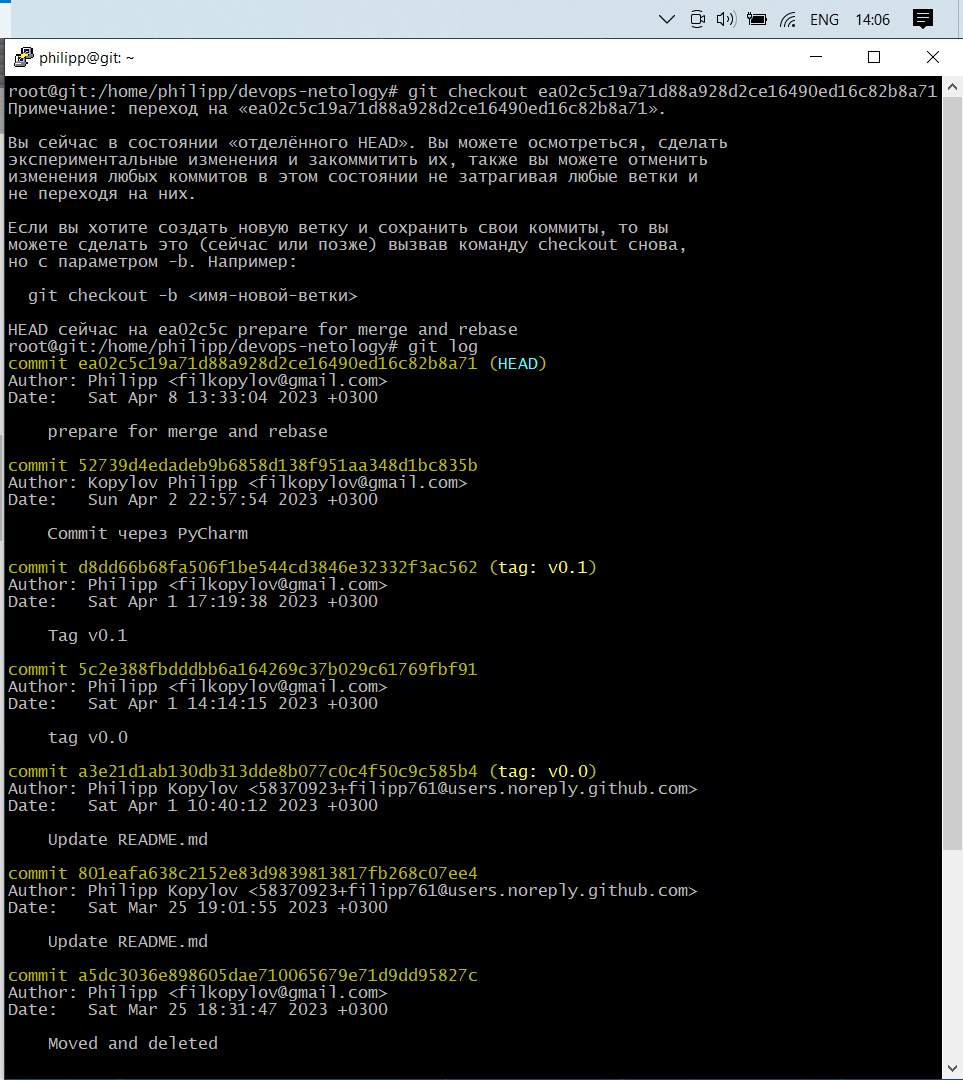 ENG 14:06
philipp@git: ~
root@git:/home/philipp/devops-netology# git checkout ea02c5c19a71d88a928d2ce16490ed16c82b8a71
Примечание: переход на «ea02c5c19a71d88a928d2ce16490ed16c82b8a71».
Вы сейчас в состоянии «отделённого HEAD». Вы можете осмотреться, сделать
экспериментальные изменения и закоммитить их, также вы можете отменить
изменения любых коммитов в этом состоянии не затрагивая любые ветки и
не переходя на них.
Если вы хотите создать новую ветку и сохранить свои коммиты, то вы
можете сделать это (сейчас или позже) вызвав команду checkout снова,
но с параметром -b. Например:
git checkout -b <имя-новой-ветки>
HEAD сейчас на ea02c5c prepare for merge and rebase
root@git:/home/philipp/devops-netology# git log
commit ea02c5c19a71d88a928d2ce16490ed16c82b8a71 (HEAD)
Author: Philipp <filkopylov@gmail.com>
Date:   Sat Apr 8 13:33:04 2023 +0300
prepare for merge and rebase
commit 52739d4edadeb9b6858d138f951aa348d1bc835b
Author: Kopylov Philipp <filkopylov@gmail.com>
Date:   Sun Apr 2 22:57:54 2023 +0300
Commit через PyCharm
commit d8dd66b68fa506f1be544cd3846e32332f3ac562 (tag: v0.1)
Author: Philipp <filkopylov@gmail.com>
Date:   Sat Apr 1 17:19:38 2023 +0300
Tag v0.1
commit 5c2e388fbdddbb6a164269c37b029c61769fbf91
Author: Philipp <filkopylov@gmail.com>
Date:   Sat Apr 1 14:14:15 2023 +0300
tag v0.0
commit a3e21d1ab130db313dde8b077c0c4f50c9c585b4 (tag: v0.0)
Author: Philipp Kopylov <58370923+filipp761@users.noreply.github.com>
Date:   Sat Apr 1 10:40:12 2023 +0300
Update README.md
commit 801eafa638c2152e83d9839813817fb268c07ee4
Author: Philipp Kopylov <58370923+filipp761@users.noreply.github.com>
Date:   Sat Mar 25 19:01:55 2023 +0300
Update README.md
commit a5dc3036e898605dae710065679e71d9dd95827c
Author: Philipp <filkopylov@gmail.com>
Date:   Sat Mar 25 18:31:47 2023 +0300
Moved and deleted